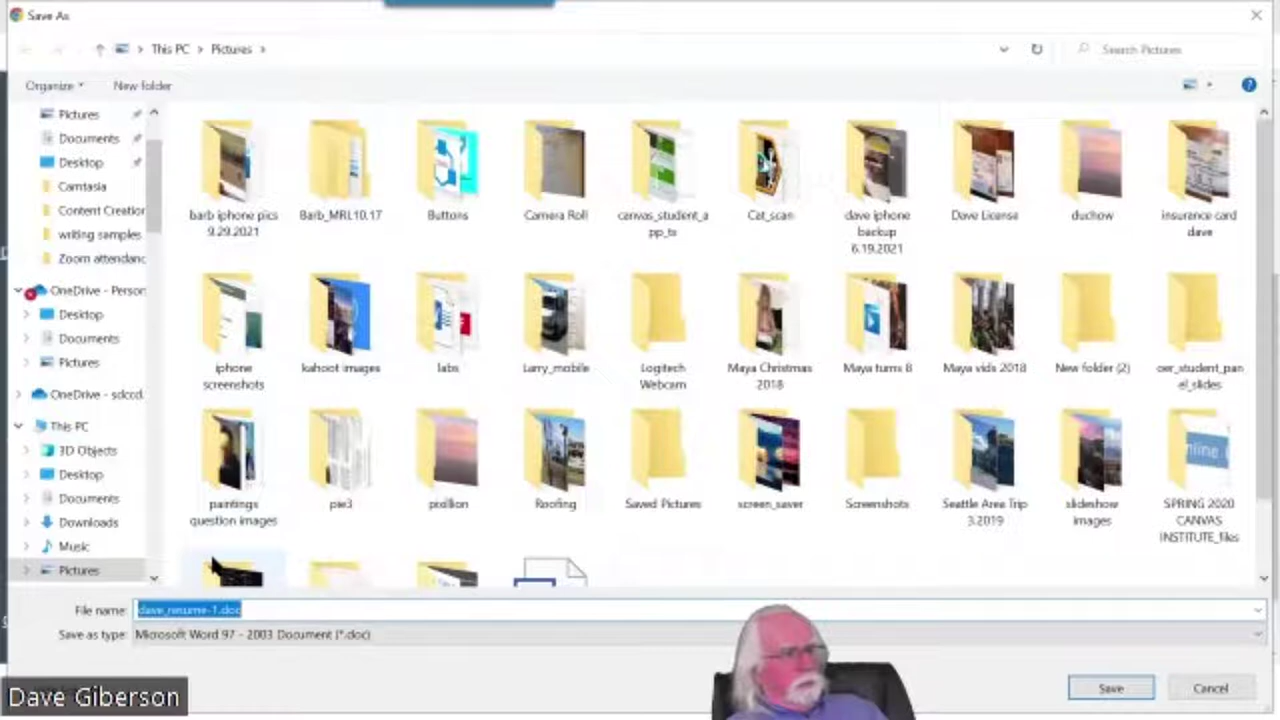 Save As
This PC > Pictures >
Search Pictures
Organize
New folder
Pictures
Documents
Desktop
Camtasia
Content Creation
writing samples
Zoom attendanc
OneDrive - Person
Desktop
Documents
Pictures
OneDrive - sdccd.
This PC
3D Objects
Desktop
Documents
Downloads
Music
Pictures
barb iphone pics
9.29.2021
Barb_MRL10.17
Buttons
Camera Roll
canvas_student_a
pp_ts
Cat_scan
dave iphone
backup
6.19.2021
Dave License
duchow
insurance card
dave
iphone
screenshots
kahoot images
labs
Larry_mobile
Logitech
Webcam
Maya Christmas
2018
Maya turns 8
Maya vids 2018
New folder (2)
oer_student_pan
el_slides
paintings
question images
pie3
pixillion
Roofing
Saved Pictures
screen_saver
Screenshots
Seattle Area Trip
3.2019
slideshow
images
SPRING 2020
CANVAS
INSTITUTE_files
File name: dave_resume-1.doc
Save as type: Microsoft Word 97 - 2003 Document (*.doc)
Save
Cancel
Dave Giberson